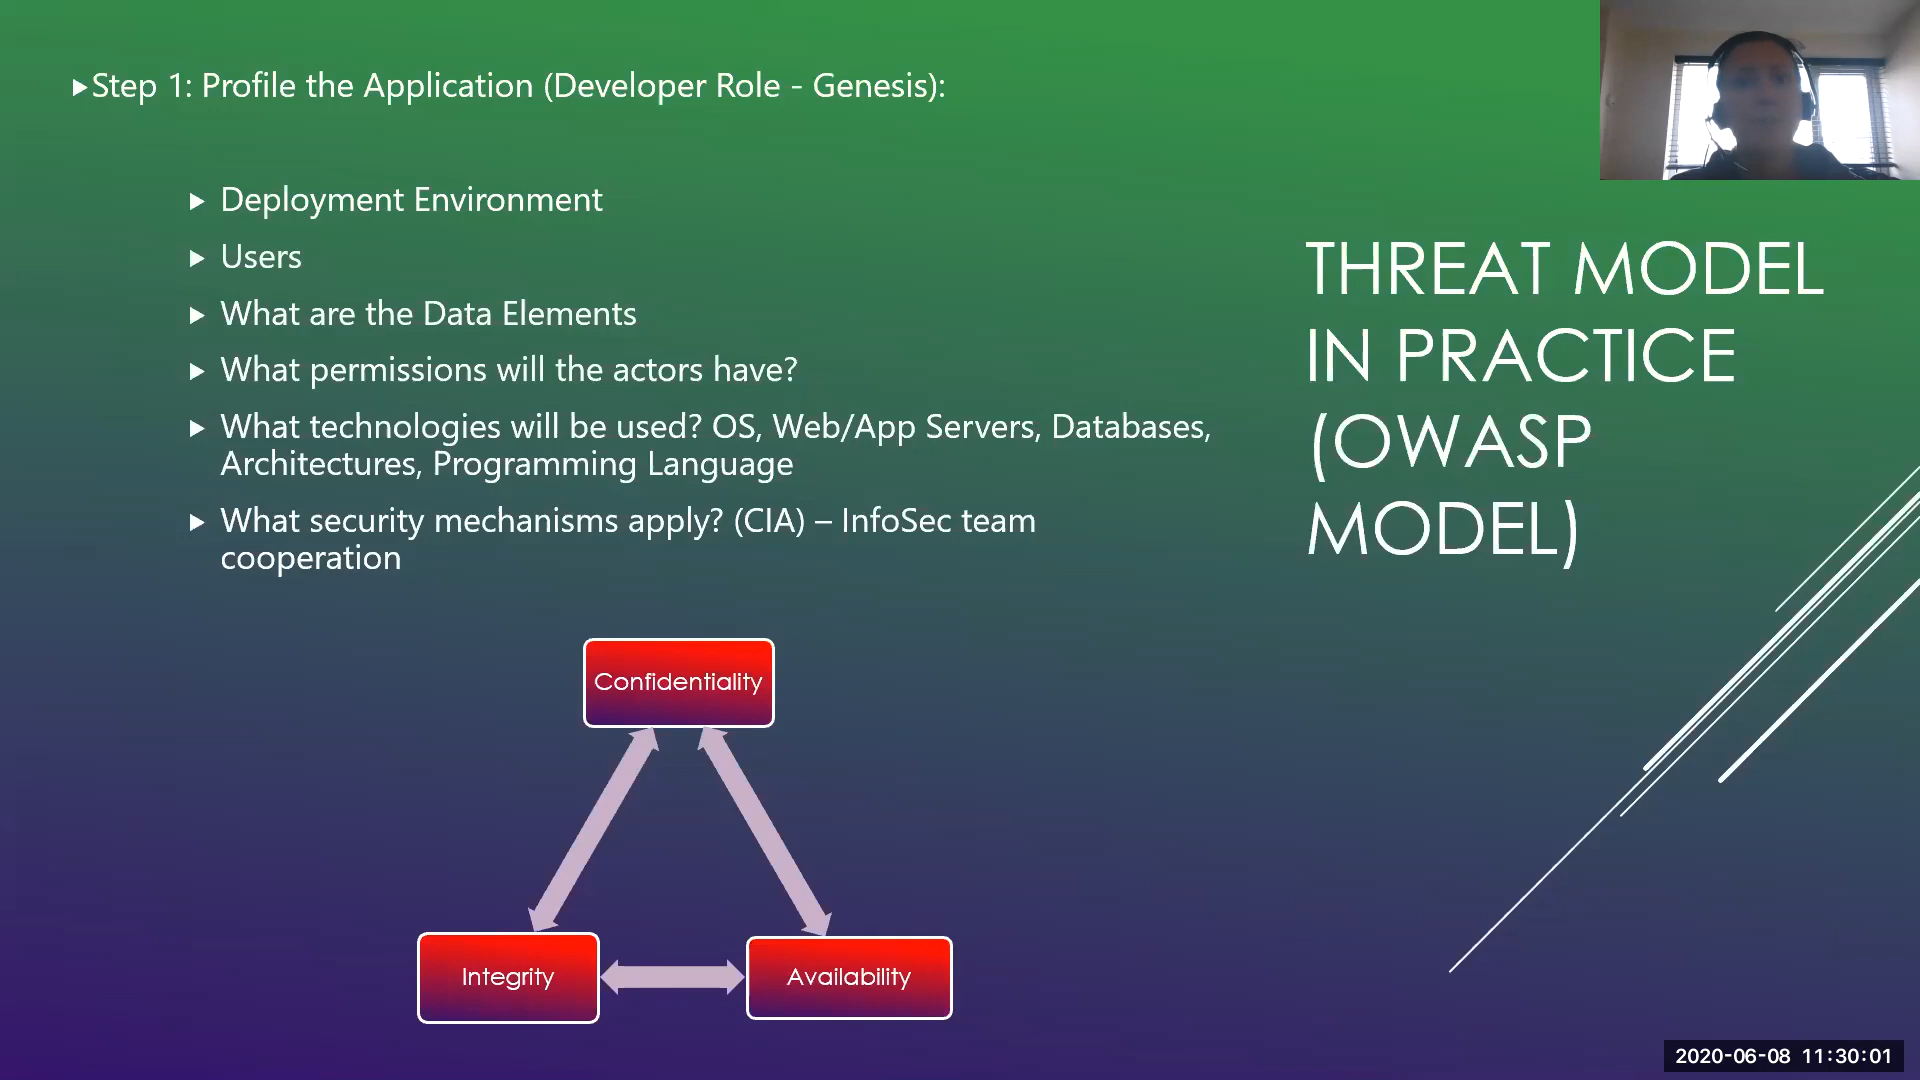 Step 1: Profile the Application (Developer Role - Genesis):
Deployment Environment
Users
What are the Data Elements
What permissions will the actors have?
What technologies will be used? OS, Web/App Servers, Databases,
Architectures, Programming Language
What security mechanisms apply? (CIA) – InfoSec team
cooperation
THREAT MODEL
IN PRACTICE
(OWASP
MODEL)
Confidentiality
Integrity
Availability
2020-06-08 11:30:01